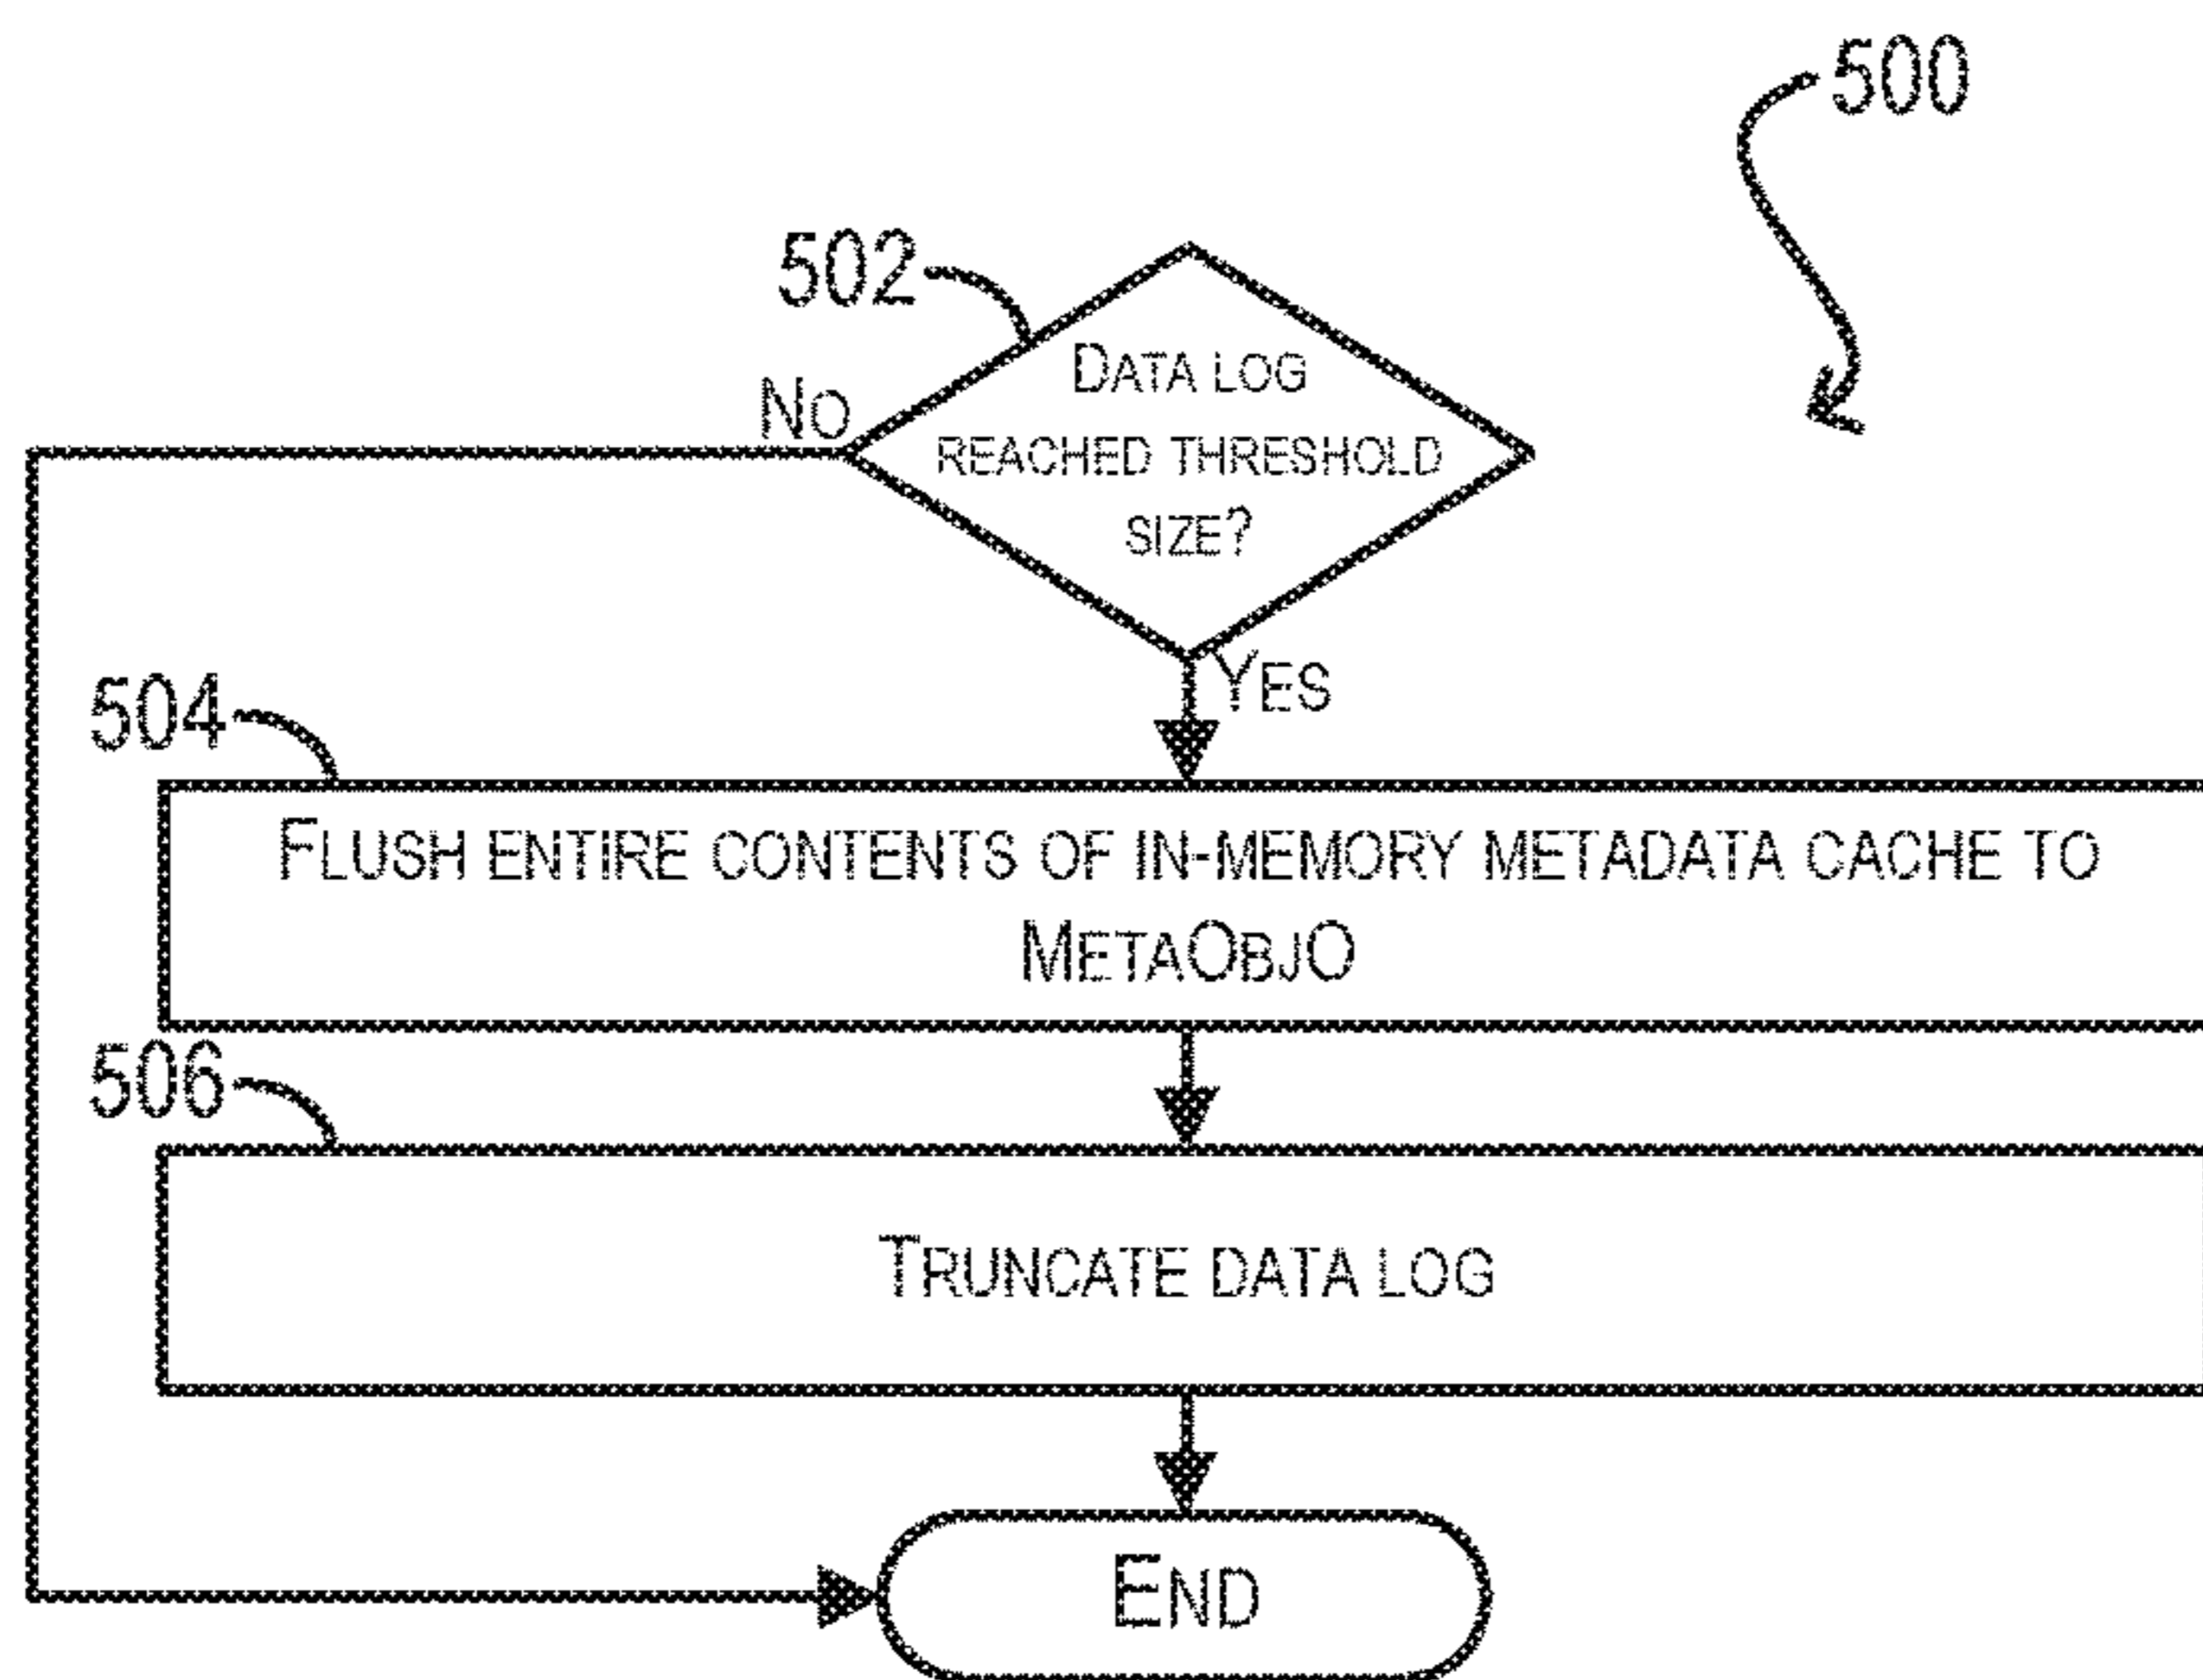 500
502
No
Data log
reached threshold
size?
Yes
504
Flush entire contents of in-memory metadata cache to
MetaObjO
506
Truncate data log
End